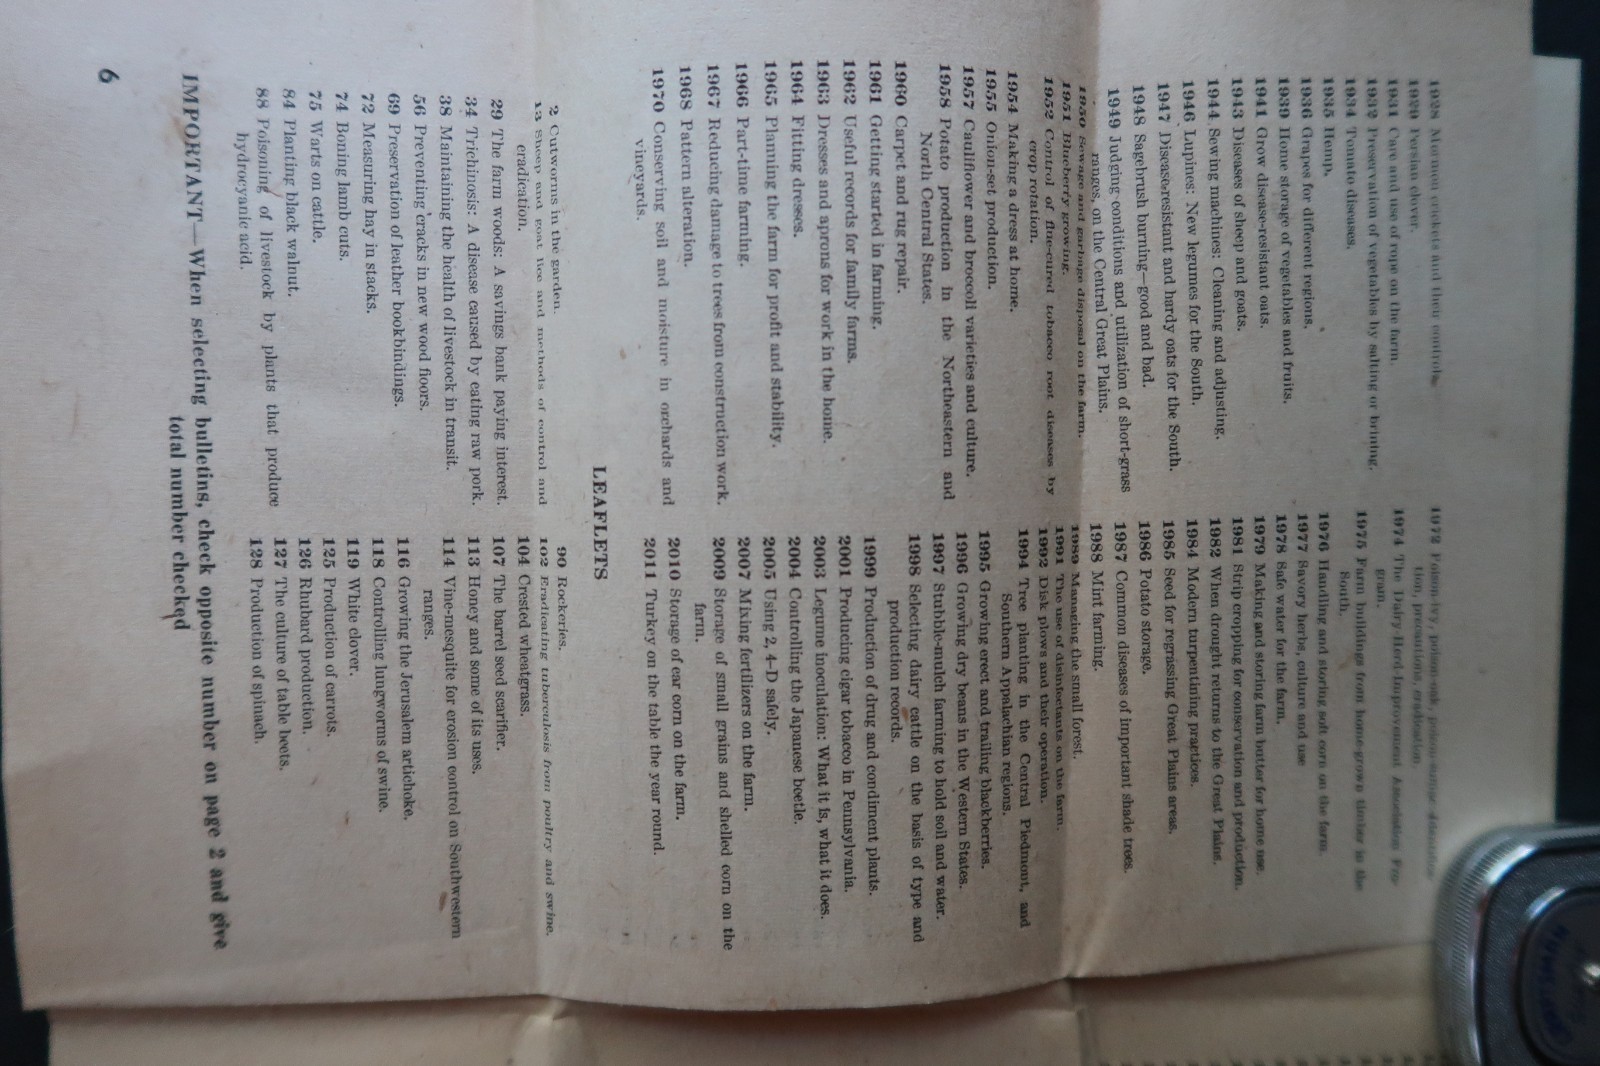 1928 Mormon crickets and their control.
1929 Persian clover.
1931 Care and use of rope on the farm.
1932 Preservation of vegetables by salting or brining.
1934 Tomato diseases.
1935 Hemp.
1936 Grapes for different regions.
1939 Home storage of vegetables and fruits.
1941 Grow disease-resistant oats.
1943 Diseases of sheep and goats.
1944 Sewing machines: Cleaning and adjusting.
1946 Lupines: New legumes for the South.
1947 Disease-resistant and hardy oats for the South.
1948 Sagebrush burning—good and bad.
1949 Judging conditions and utilization of short-grass
ranges, on the Central Great Plains.
1950 Sewage and garbage disposal on the farm.
1951 Blueberry growing.
1952 Control of flue-cured tobacco root diseases by
crop rotation.
1954 Making a dress at home.
1955 Onion-set production.
1957 Cauliflower and broccoli varieties and culture.
1958 Potato production in the Northeastern and
North Central States.
1960 Carpet and rug repair.
1961 Getting started in farming.
1962 Useful records for family farms.
1963 Dresses and aprons for work in the home.
1964 Fitting dresses.
1965 Planning the farm for profit and stability.
1966 Part-time farming.
1967 Reducing damage to trees from construction work.
1968 Pattern alteration.
1970 Conserving soil and moisture in orchards and
vineyards.
1972 Poison-ivy, poison-oak, poison-sumac
tion, precautions, eradication.
1974 The Dairy-Herd-Improvement Association Pro-
gram.
1975 Farm buildings from home-grown timber in the
South.
1976 Handling and storing soft corn on the farm.
1977 Savory herbs, culture and use
1978 Safe water for the farm.
1979 Making and storing farm butter for home use.
1981 Strip cropping for conservation and production.
1982 When drought returns to the Great Plains.
1984 Modern turpentining practices.
1985 Seed for regrassing Great Plains areas.
1986 Potato storage.
1987 Common diseases of important shade trees.
1988 Mint farming.
1989 Managing the small forest.
1991 The use of disinfectants on the farm.
1992 Disk plows and their operation.
1994 Tree planting in the Central Piedmont, and
Southern Appalachian regions.
1995 Growing erect and trailing blackberries.
1996 Growing dry beans in the Western States.
1997 Stubble-mulch farming to hold soil and water.
1998 Selecting dairy cattle on the basis of type and
production records.
1999 Production of drug and condiment plants.
2001 Producing cigar tobacco in Pennsylvania.
2003 Legume inoculation: What it is, what it does.
2004 Controlling the Japanese beetle.
2005 Using 2, 4-D safely.
2007 Mixing fertilizers on the farm.
2009 Storage of small grains and shelled corn on the
farm.
2010 Storage of ear corn on the farm.
2011 Turkey on the table the year round.
LEAFLETS
2 Cutworms in the garden.
13 Sheep and goat lice and methods of control and
eradication.
29 The farm woods: A savings bank paying interest.
34 Trichinosis: A disease caused by eating raw pork.
38 Maintaining the health of livestock in transit.
56 Preventing cracks in new wood floors.
69 Preservation of leather bookbindings.
72 Measuring hay in stacks.
74 Boning lamb cuts.
75 Warts on cattle.
84 Planting black walnut.
88 Poisoning of livestock by plants that produce
hydrocyanic acid.
90 Rockeries.
102 Eradicating tuberculosis from poultry and swine.
104 Crested wheatgrass.
107 The barrel seed scarifier.
113 Honey and some of its uses.
114 Vine-mesquite for erosion control on Southwestern
ranges.
116 Growing the Jerusalem artichoke.
118 Controlling lungworms of swine.
119 White clover.
125 Production of carrots.
126 Rhubard production.
127 The culture of table beets.
128 Production of spinach.
IMPORTANT—When selecting bulletins, check opposite number on page 2 and give
total number checked
6